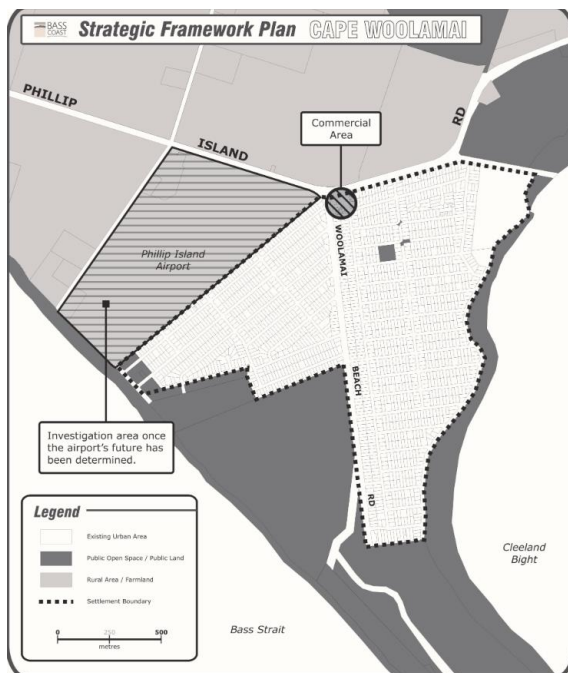 BASS
COAST
Strategic Framework Plan CAPE WOOLAMAI
PHILLIP
ISLAND
RD
Commercial
Area
Phillip Island
Airport
WOOLAMAI
BEACH
RD
Investigation area once
the airport's future has
been determined.
Legend
Existing Urban Area
Public Open Space / Public Land
Rural Area / Farmland
Settlement Boundary
0 250 500
metres
Bass Strait
Cleeland
Bight